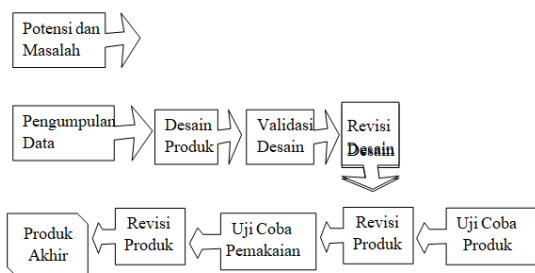 Potensi dan
Masalah
Pengumpulan
Data
Desain
Produk
Validasi
Desain
Revisi
Desain
Produk
Akhir
Revisi
Produk
Uji Coba
Pemakaian
Revisi
Produk
Uji Coba
Produk